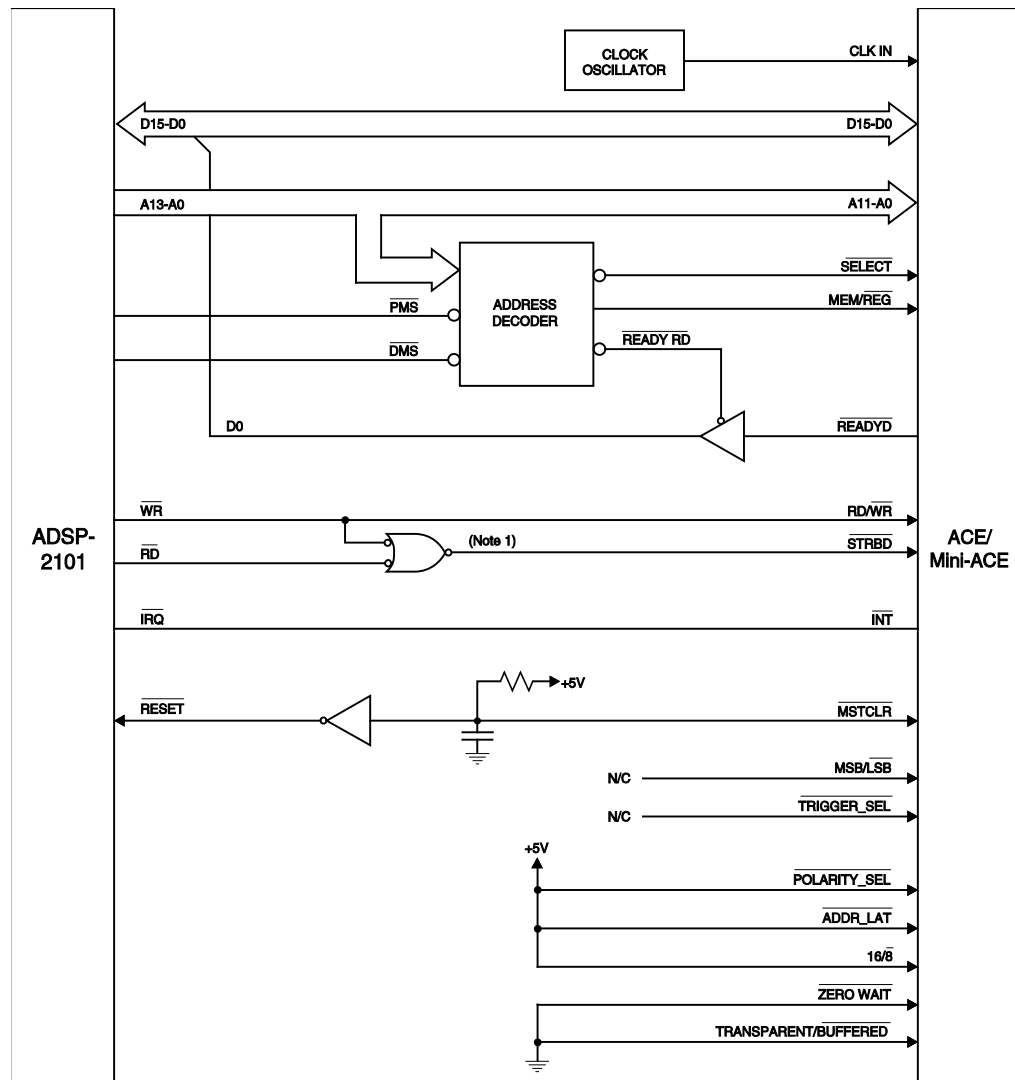 CLOCK
OSCILLATOR
CLK IN
D15-D0
D15-D0
A13-A0
A11-A0
ADDRESS
DECODER
SELECT
MEM/REG
PMS
READY RD
DMS
D0
READYD
WR
RD/WR
(Note 1)
STRBD
RD
ADSP-
2101
ACE/
Mini-ACE
IRQ
INT
+5V
RESET
MSTCLR
N/C
MSB/LSB
N/C
TRIGGER_SEL
+5V
POLARITY_SEL
ADDR_LAT
16/8
ZERO WAIT
TRANSPARENT/BUFFERED